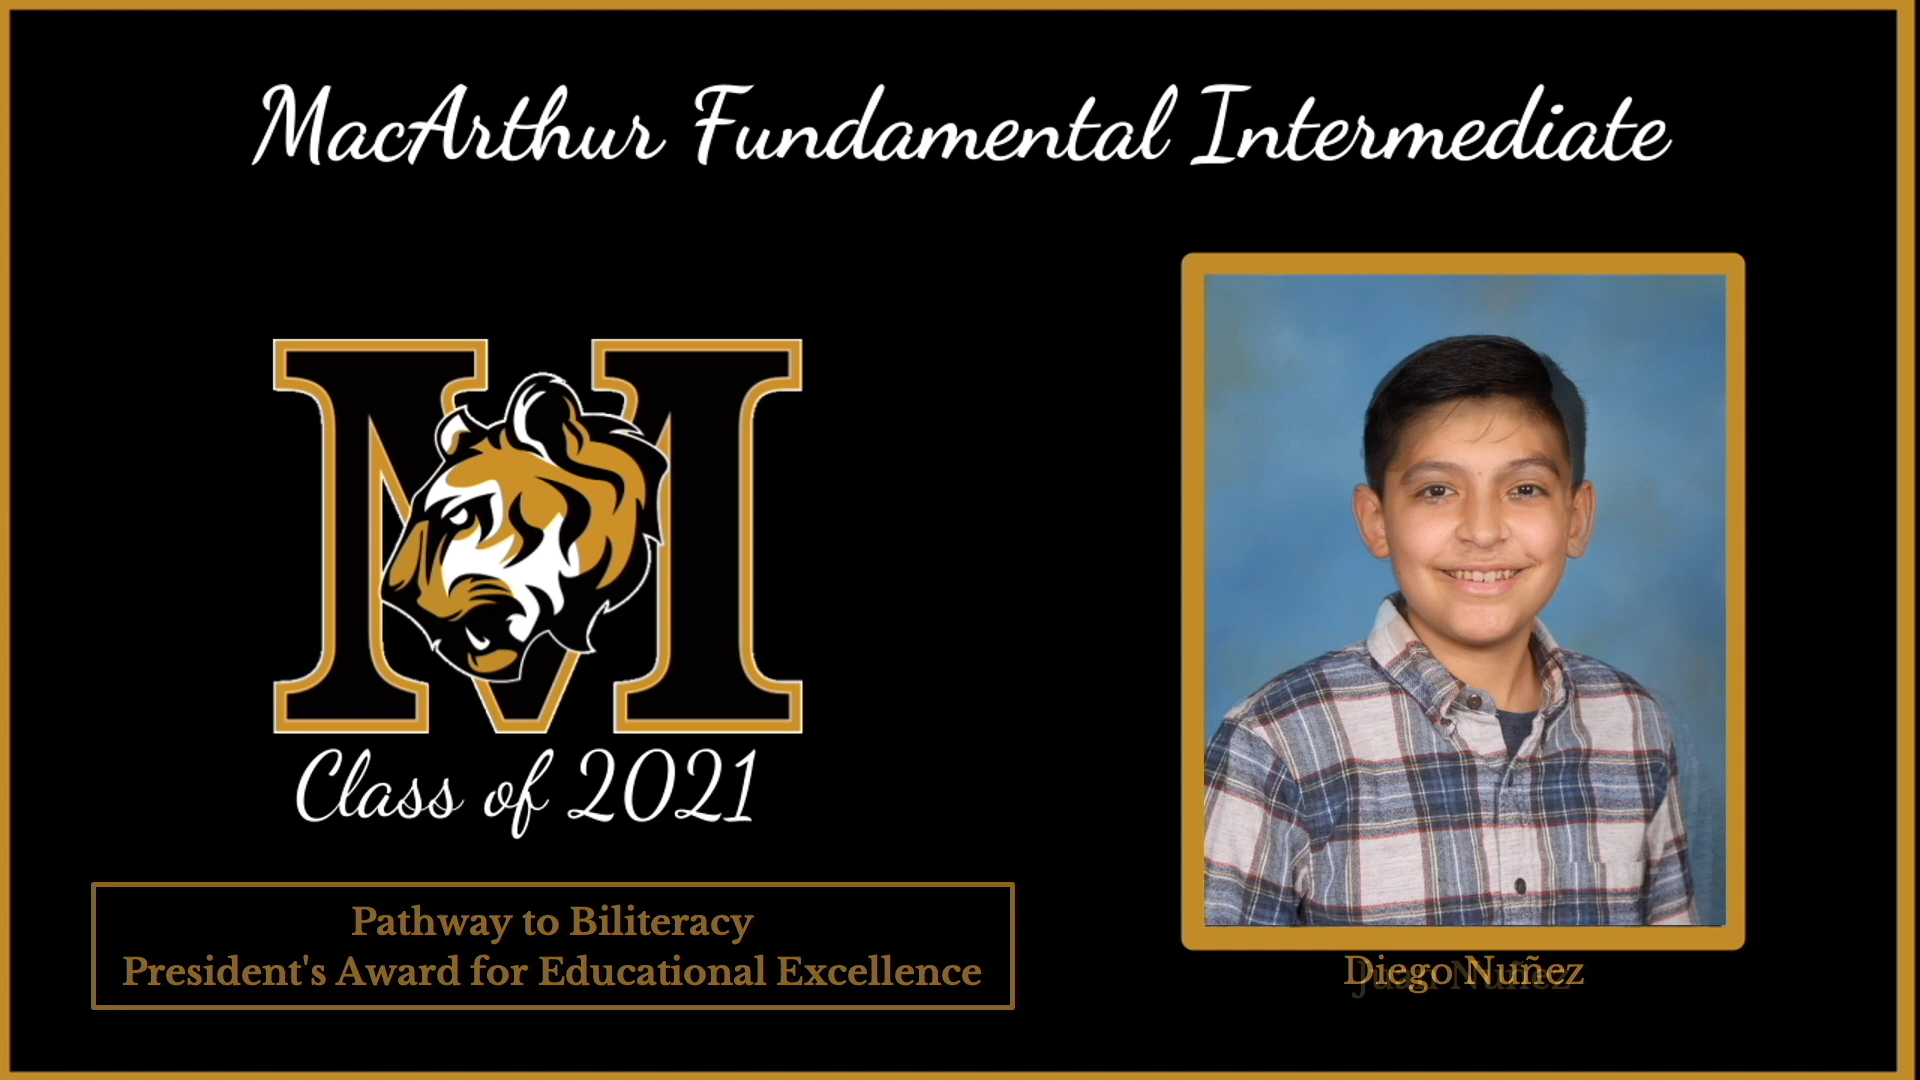 MacArthur Fundamental Intermediate
M
Class of 2021
Pathway to Biliteracy
President's Award for Educational Excellence
Diego Nuñez